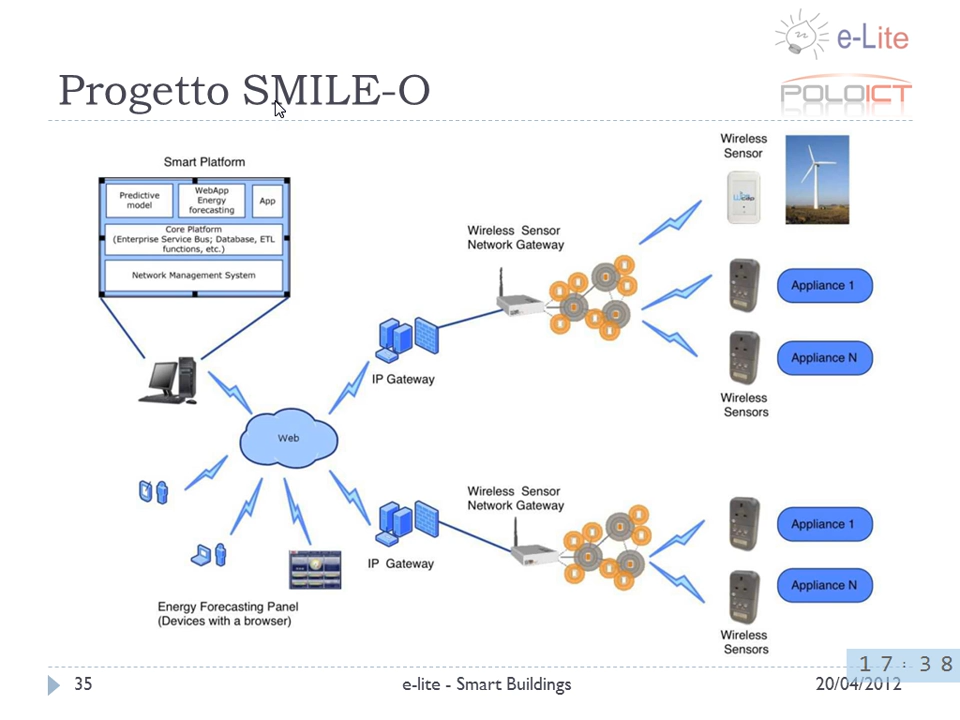 e-Lite
Progetto SMILE-O
POLOICT
Smart Platform
Predictive
model
WebApp
Energy
forecasting
App
Core Platform
(Enterprise Service Bus; Database, ETL
functions, etc.)
Network Management System
Wireless
Sensor
Wireless Sensor
Network Gateway
Appliance 1
IP Gateway
Appliance N
Wireless
Sensors
Web
Wireless Sensor
Network Gateway
Appliance 1
IP Gateway
Appliance N
Energy Forecasting Panel
(Devices with a browser)
Wireless
Sensors
17:38
35
e-lite - Smart Buildings
20/04/2012